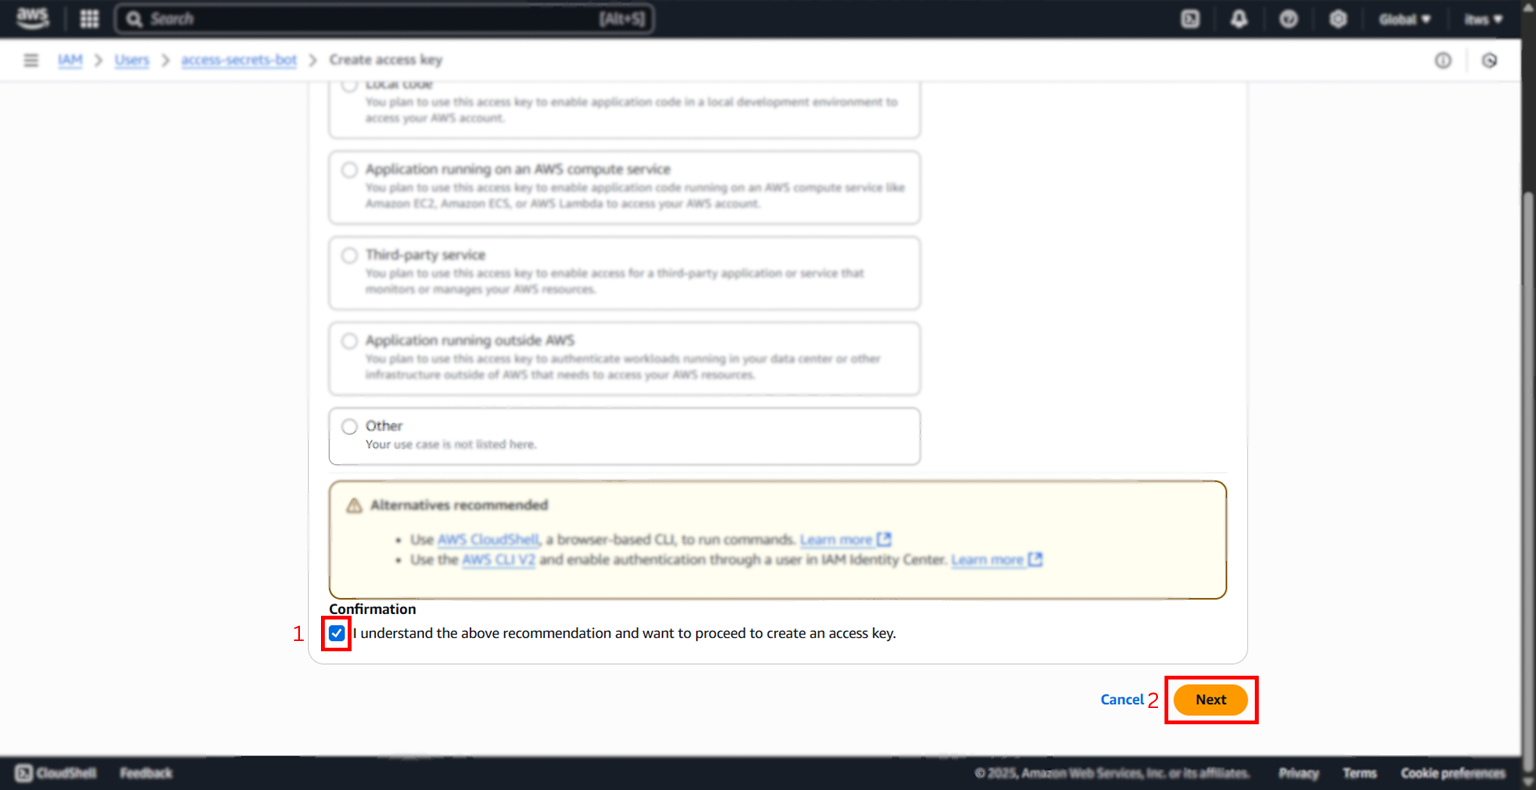 aws
Search
[Alt+S]
Global
itws
IAM
Users
access-secrets-bot
Create access key
Local code
You plan to use this access key to enable application code in a local development environment to
access your AWS account.
Application running on an AWS compute service
You plan to use this access key to enable application code running on an AWS compute service like
Amazon EC2, Amazon ECS, or AWS Lambda to access your AWS account.
Third-party service
You plan to use this access key to enable access for a third-party application or service that
monitors or manages your AWS resources.
Application running outside AWS
You plan to use this access key to authenticate workloads running in your data center or other
infrastructure outside of AWS that needs to access your AWS resources.
Other
Your use case is not listed here.
Alternatives recommended
• Use AWS CloudShell, a browser-based CLI, to run commands. Learn more
• Use the AWS CLI V2 and enable authentication through a user in IAM Identity Center. Learn more
Confirmation
1
I understand the above recommendation and want to proceed to create an access key.
Cancel
2
Next
CloudShell
Feedback
© 2025, Amazon Web Services, Inc. or its affiliates.
Privacy
Terms
Cookie preferences